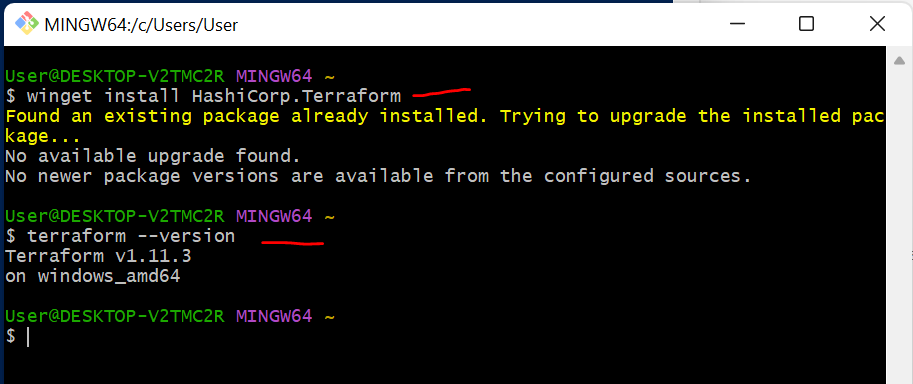 MINGW64:/c/Users/User
User@DESKTOP-V2TMC2R MINGW64 ~
$ winget install HashiCorp.Terraform
Found an existing package already installed. Trying to upgrade the installed pac
kage...
No available upgrade found.
No newer package versions are available from the configured sources.
User@DESKTOP-V2TMC2R MINGW64 ~
$ terraform --version
Terraform v1.11.3
on windows_amd64
User@DESKTOP-V2TMC2R MINGW64 ~
$